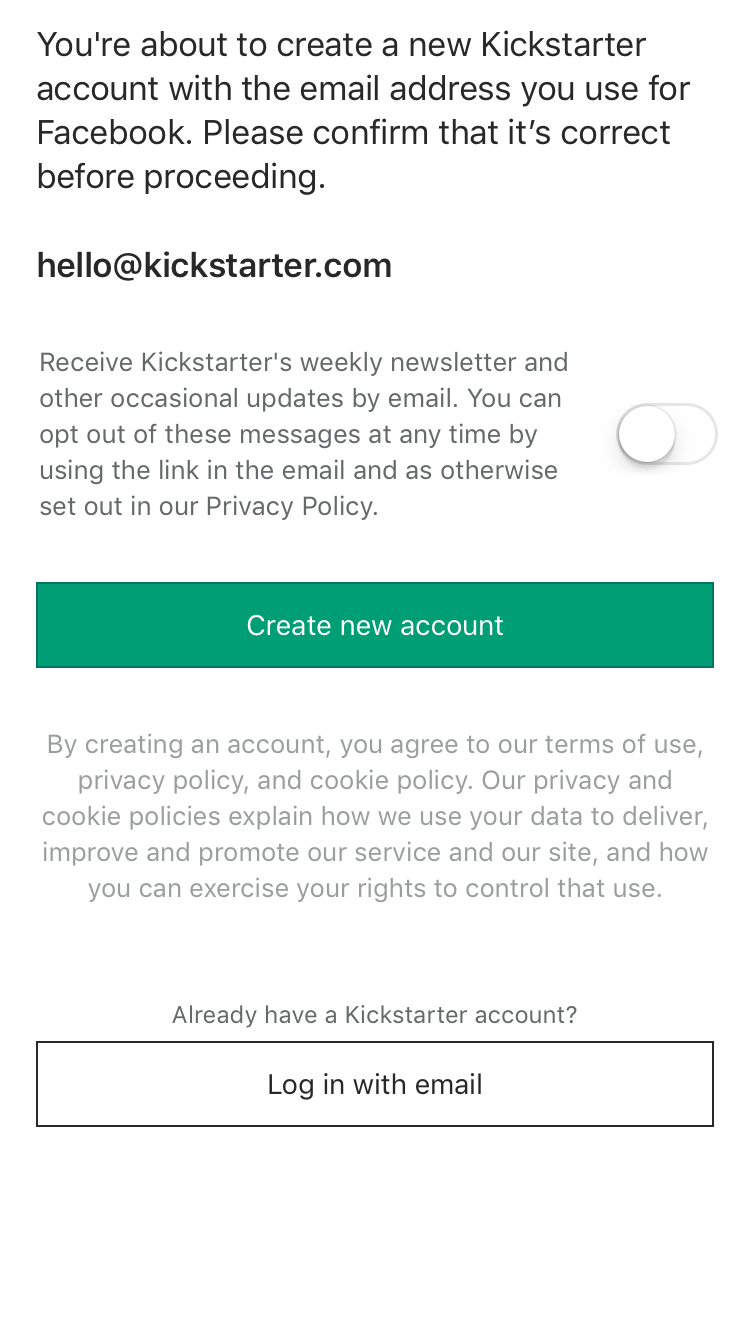 You're about to create a new Kickstarter
account with the email address you use for
Facebook. Please confirm that it’s correct
before proceeding.
hello@kickstarter.com
Receive Kickstarter's weekly newsletter and
other occasional updates by email. You can
opt out of these messages at any time by
using the link in the email and as otherwise
set out in our Privacy Policy.
Create new account
By creating an account, you agree to our terms of use,
privacy policy, and cookie policy. Our privacy and
cookie policies explain how we use your data to deliver,
improve and promote our service and our site, and how
you can exercise your rights to control that use.
Already have a Kickstarter account?
Log in with email